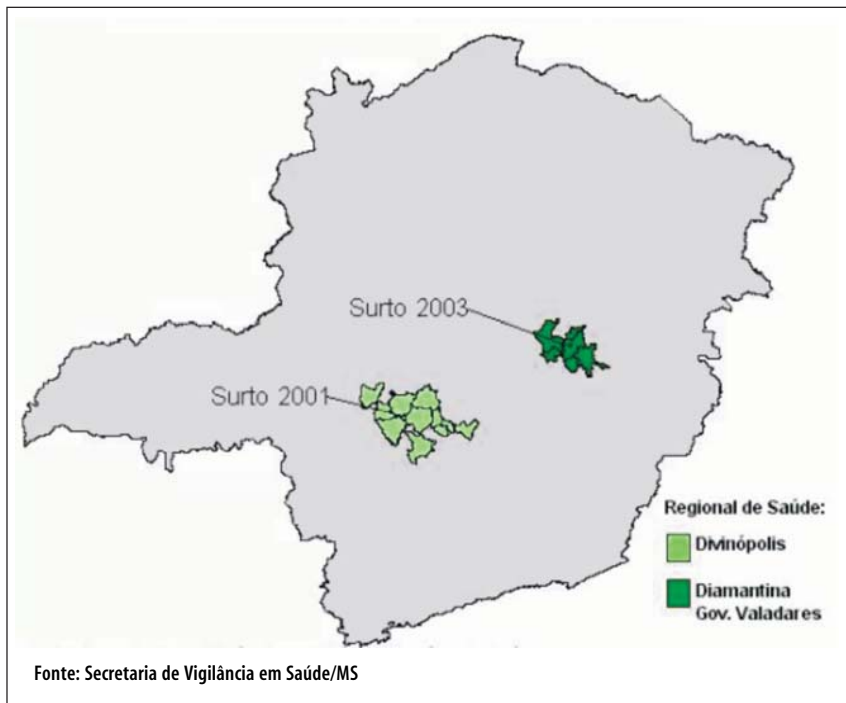 Surto 2003
Surto 2001
Regional de Saúde:
Divinópolis
Diamantina
Gov. Valadares
Fonte: Secretaria de Vigilância em Saúde/MS